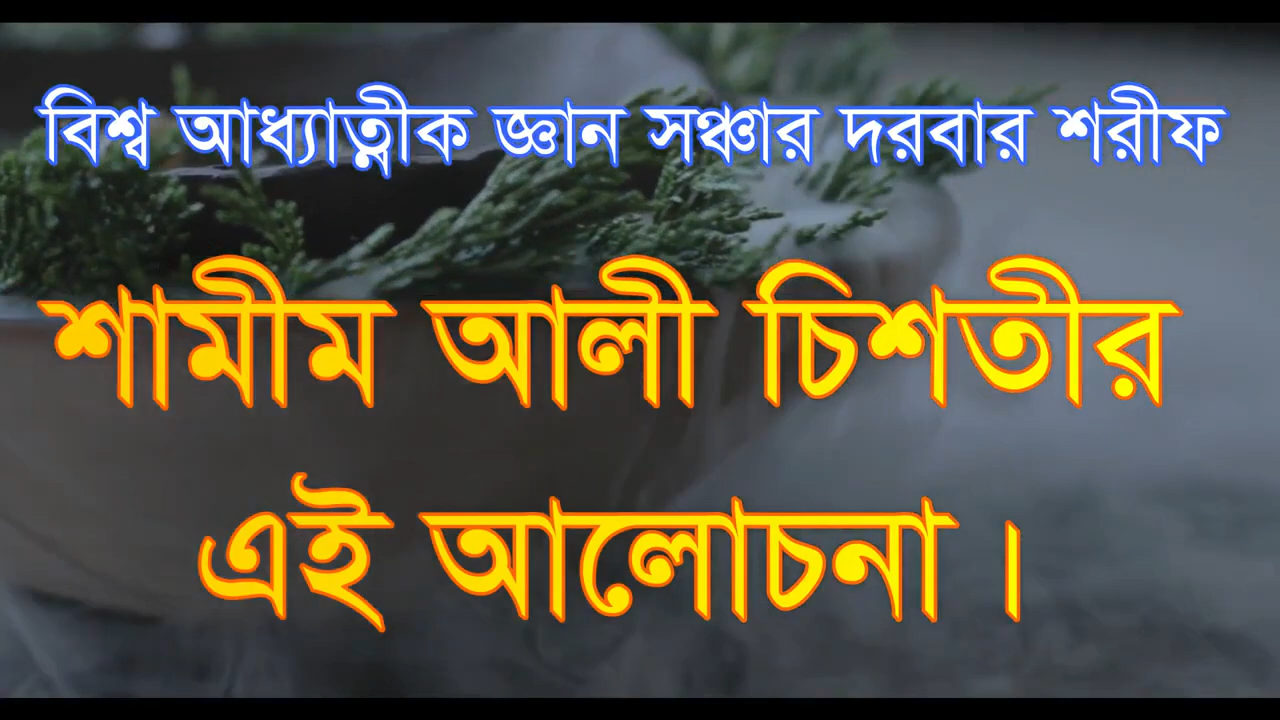 বিশ্ব আধ্যাত্নীক জ্ঞান সঞ্চার দরবার শরীফ
শামীম আলী চিশতীর
এই আলোচনা।